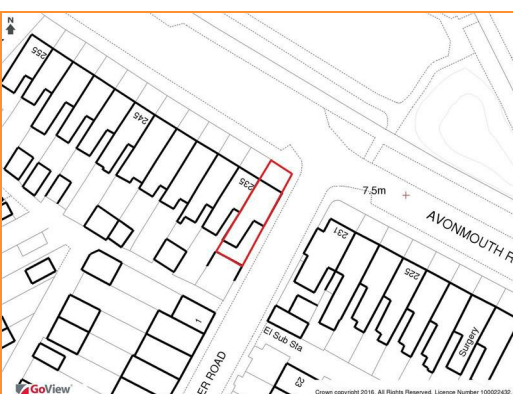 N
255
245
235
7.5m
AVONMOUTH R
231
225
Surgery
El Sub Sta
1
ER ROAD
23
GoView
Crown copyright 2016. All Rights Reserved. Licence Number 100022432.